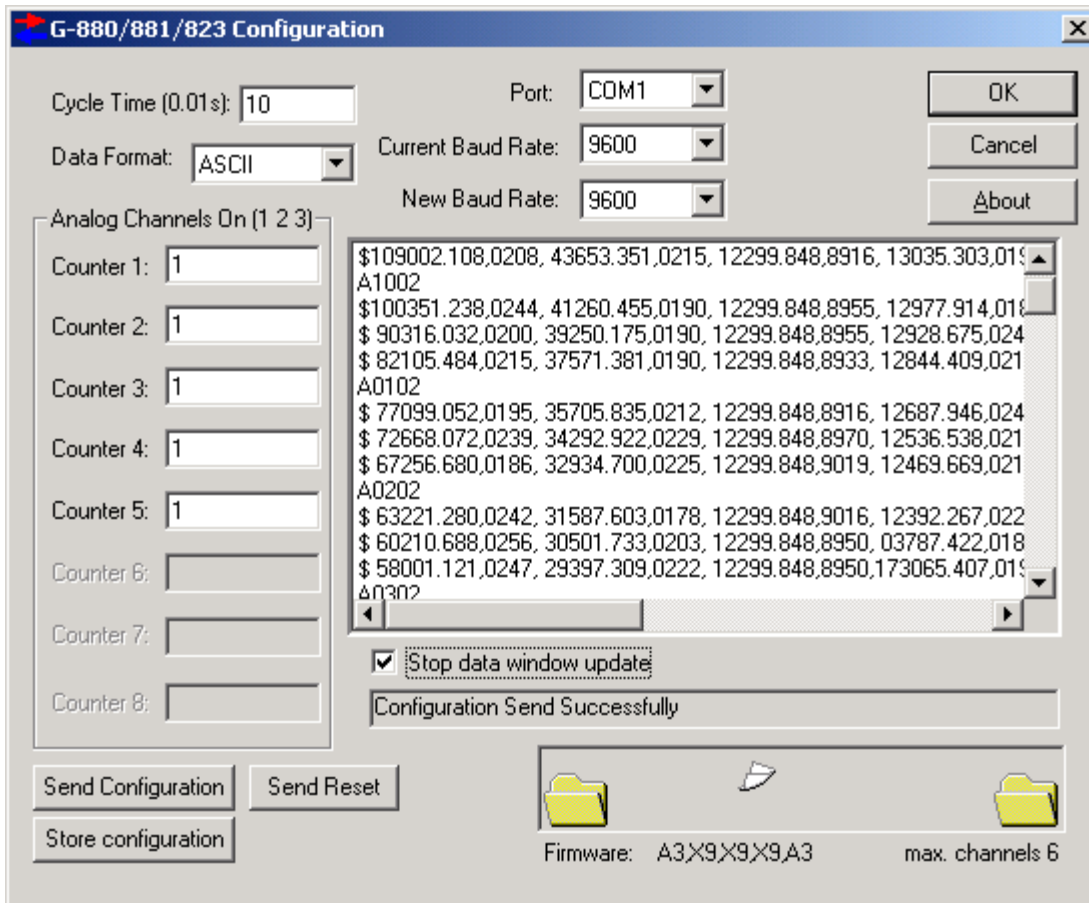 G-880/881/823 Configuration
Cycle Time (0.01s): 10
Port: COM1
OK
Data Format: ASCII
Current Baud Rate: 9600
Cancel
New Baud Rate: 9600
About
Analog Channels On (1 2 3)
Counter 1: 1
Counter 2: 1
Counter 3: 1
Counter 4: 1
Counter 5: 1
Counter 6:
Counter 7:
Counter 8:
$109002.108,0208, 43653.351,0215, 12299.848,8916, 13035.303,019
A1002
$100351.238,0244, 41260.455,0190, 12299.848,8955, 12977.914,018
$ 90316.032,0200, 39250.175,0190, 12299.848,8955, 12928.675,024
$ 82105.484,0215, 37571.381,0190, 12299.848,8933, 12844.409,021
A0102
$ 77099.052,0195, 35705.835,0212, 12299.848,8916, 12687.946,024
$ 72668.072,0239, 34292.922,0229, 12299.848,8970, 12536.538,021
$ 67256.680,0186, 32934.700,0225, 12299.848,9019, 12469.669,021
A0202
$ 63221.280,0242, 31587.603,0178, 12299.848,9016, 12392.267,022
$ 60210.688,0256, 30501.733,0203, 12299.848,8950, 03787.422,018
$ 58001.121,0247, 29397.309,0222, 12299.848,8950,173065.407,019
A0302
Stop data window update
Configuration Send Successfully
Send Configuration
Send Reset
Store configuration
Firmware: A3,X9,X9,X9,A3
max. channels 6